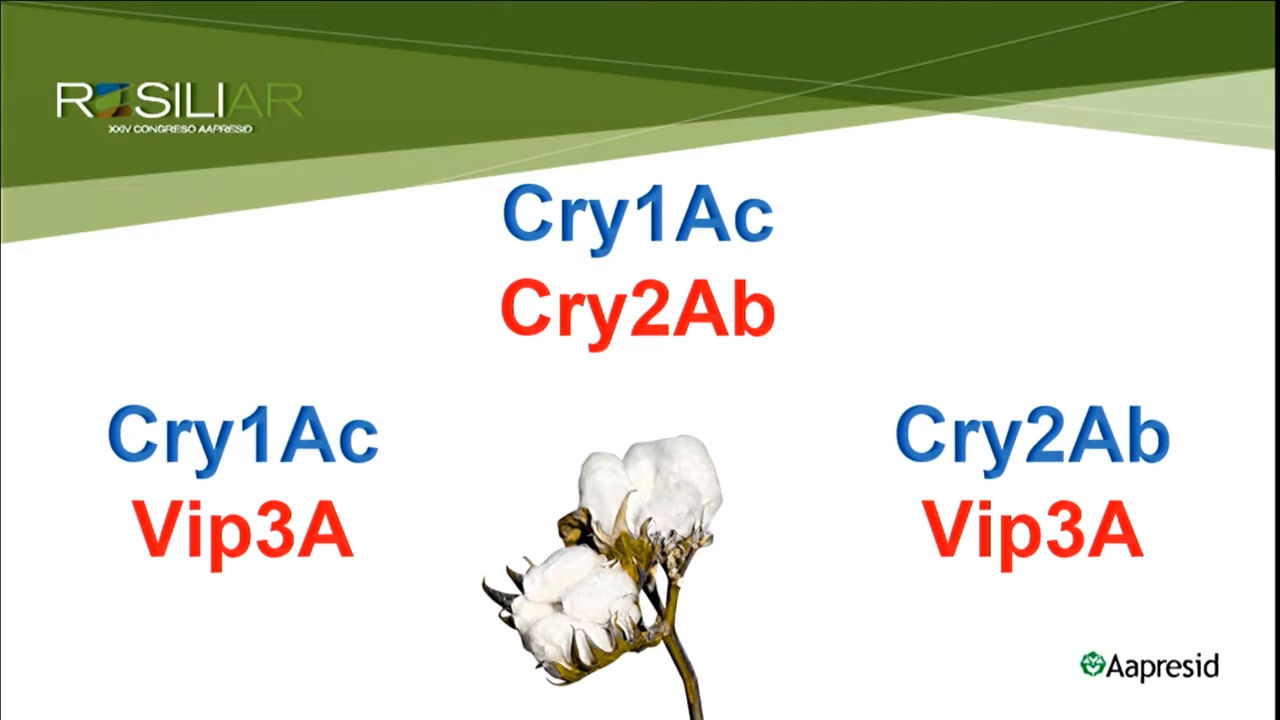 RESILIAR
XXIV CONGRESO AAPRESID
Cry1Ac
Cry2Ab
Cry1Ac
Vip3A
Cry2Ab
Vip3A
Aapresid